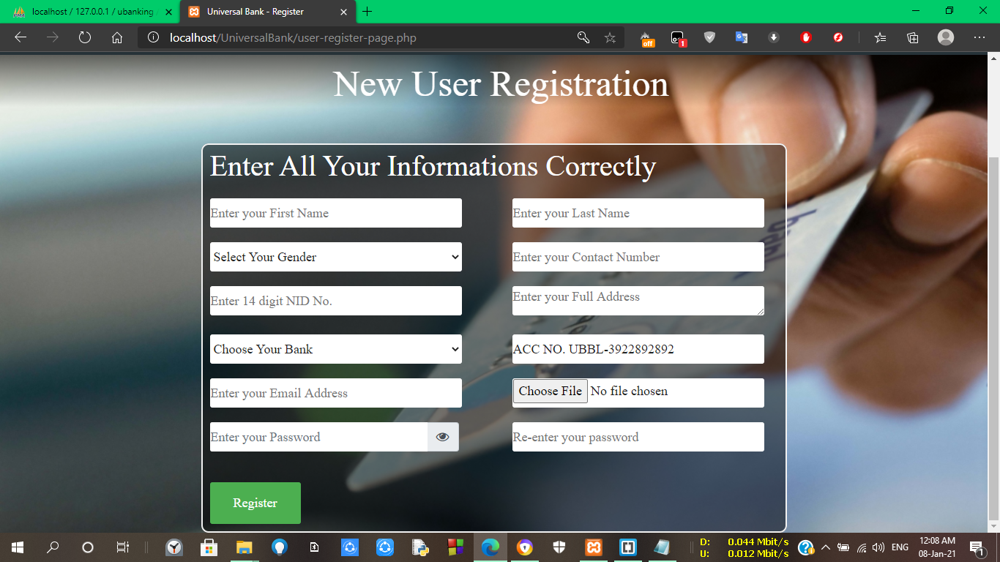 localhost / 127.0.0.1 / ubanking
Universal Bank - Register
localhost/UniversalBank/user-register-page.php
off
1
New User Registration
Enter All Your Informations Correctly
Enter your First Name
Enter your Last Name
Select Your Gender
Enter your Contact Number
Enter 14 digit NID No.
Enter your Full Address
Choose Your Bank
ACC NO. UBBL-3922892892
Enter your Email Address
Choose File No file chosen
Enter your Password
Re-enter your password
Register
D: 0.044 Mbit/s
U: 0.012 Mbit/s
ENG
12:08 AM
08-Jan-21
1